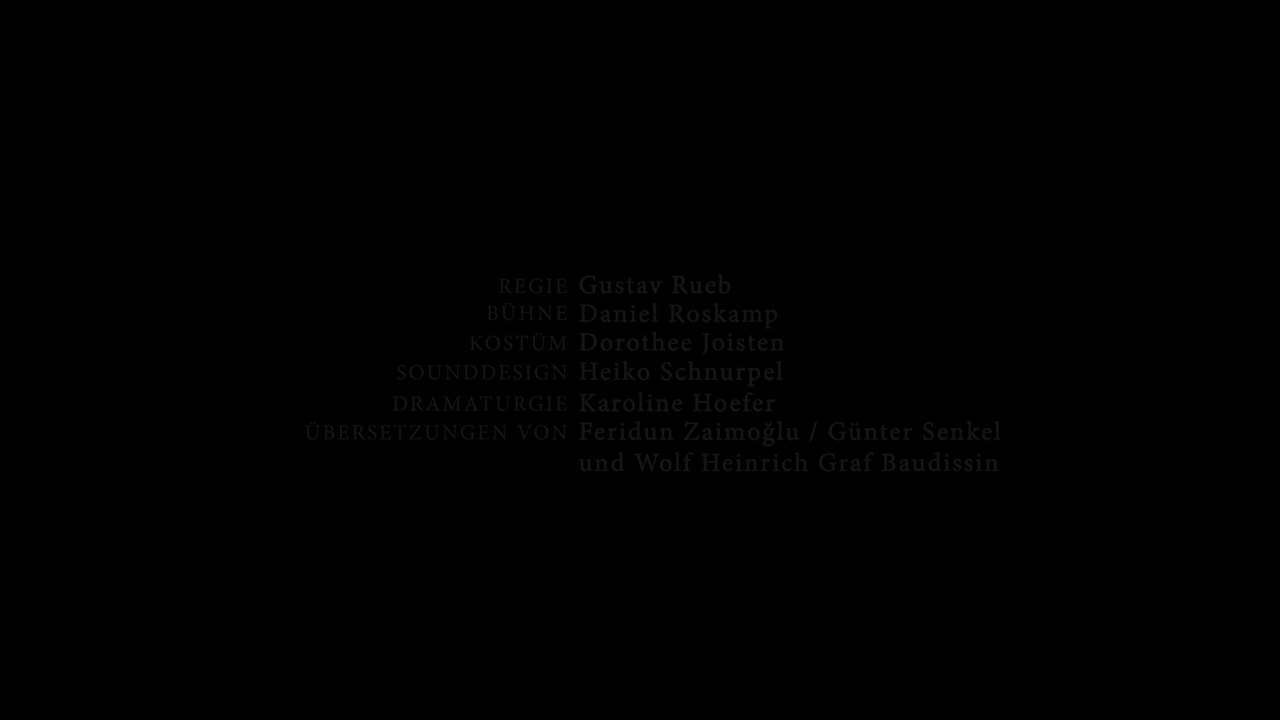 REGIE Gustav Rueb
BÜHNE Daniel Roskamp
KOSTÜM Dorothee Joisten
SOUNDDESIGN Heiko Schnurpel
DRAMATURGIE Karoline Hoefer
ÜBERSETZUNGEN VON Feridun Zaimoğlu / Günter Senkel
und Wolf Heinrich Graf Baudissin